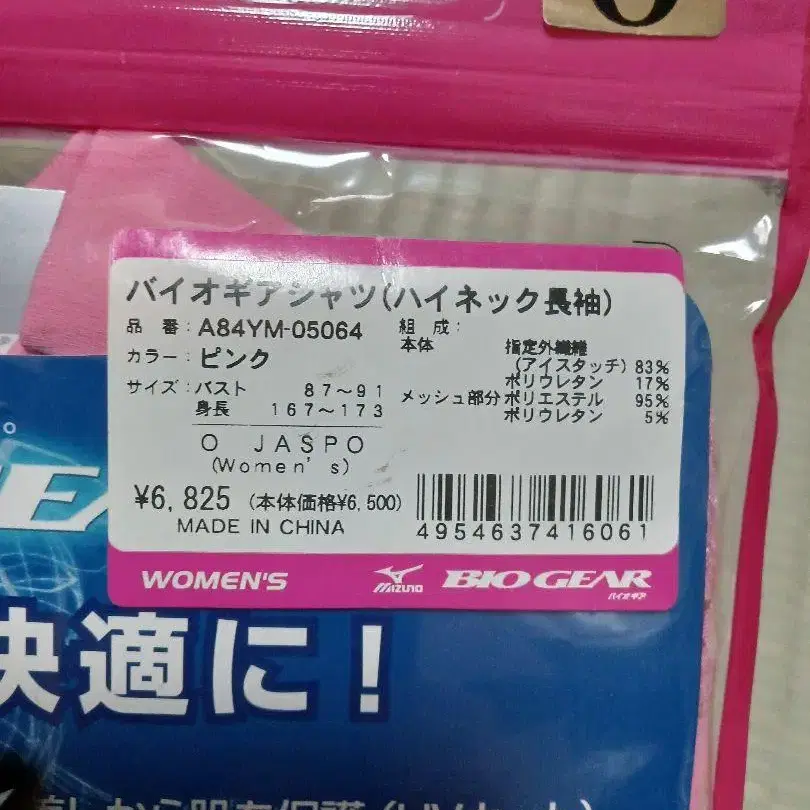 O
バイオギアシャツ(ハイネック長袖)
品 番:A84YM-05064
カラー:ピンク
サイズ:バスト 87~91
身長 167~173
O JASPO
(Women's)
¥6,825 (本体価格¥6,500)
MADE IN CHINA
組 成:
本体 指定外繊維
(アイスタッチ) 83%
ポリウレタン 17%
メッシュ部分 ポリエステル 95%
ポリウレタン 5%
4954637416061
WOMEN'S MIZUNO BIO GEAR
バイオギア
GEAR
快適に!